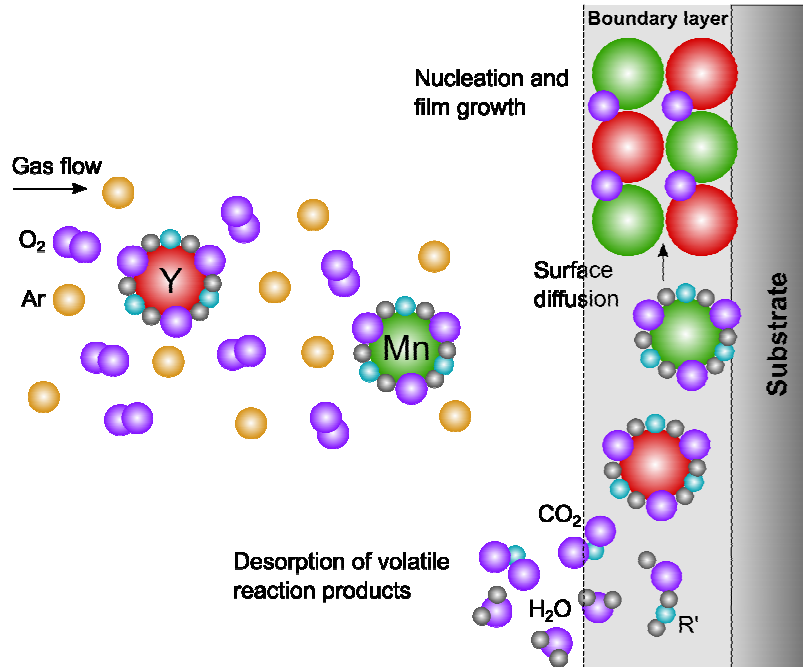 Boundary layer
Nucleation and
film growth
Gas flow
O₂
Y
Ar
Surface
diffusion
Mn
Substrate
CO₂
Desorption of volatile
reaction products
H₂O
R'